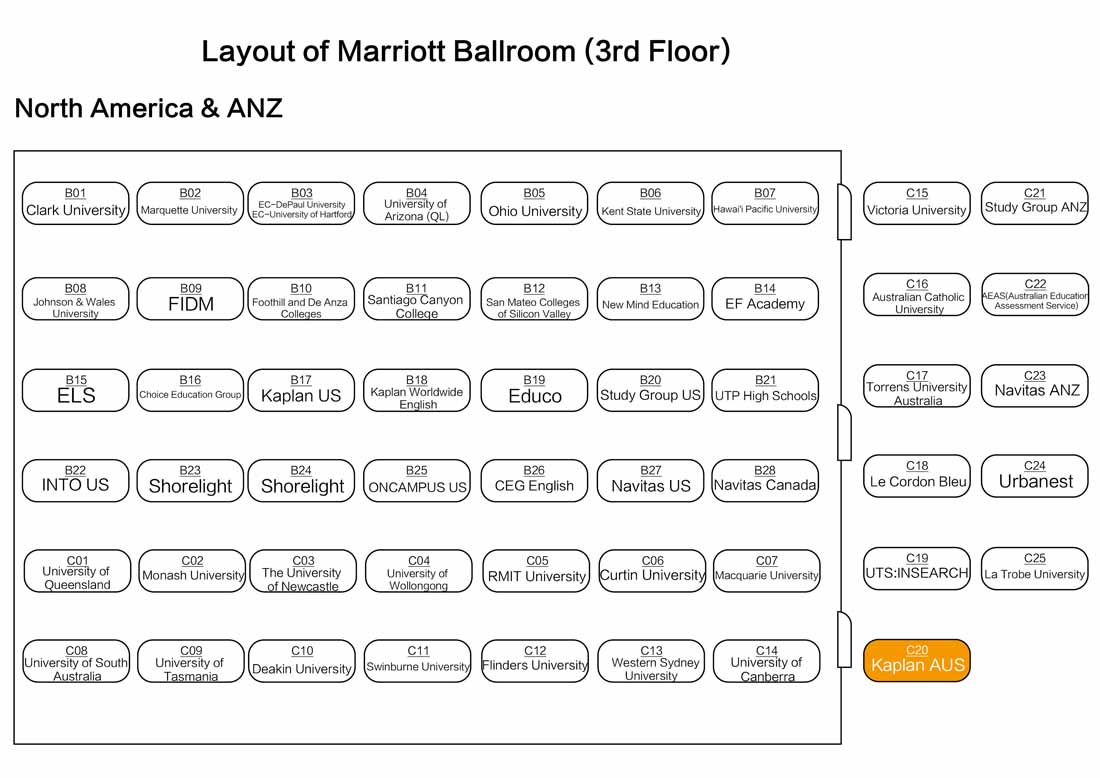 Layout of Marriott Ballroom (3rd Floor)
North America & ANZ
B01
Clark University
B02
Marquette University
B03
EC-DePaul University
EC-University of Hartford
B04
University of
Arizona (QL)
B05
Ohio University
B06
Kent State University
B07
Hawai'i Pacific University
C15
Victoria University
C21
Study Group ANZ
B08
Johnson & Wales
University
B09
FIDM
B10
Foothill and De Anza
Colleges
B11
Santiago Canyon
College
B12
San Mateo Colleges
of Silicon Valley
B13
New Mind Education
B14
EF Academy
C16
Australian Catholic
University
C22
AEAS(Australian Education
Assessment Service)
B15
ELS
B16
Choice Education Group
B17
Kaplan US
B18
Kaplan Worldwide
English
B19
Educo
B20
Study Group US
B21
UTP High Schools
C17
Torrens University
Australia
C23
Navitas ANZ
B22
INTO US
B23
Shorelight
B24
Shorelight
B25
ONCAMPUS US
B26
CEG English
B27
Navitas US
B28
Navitas Canada
C18
Le Cordon Bleu
C24
Urbanest
C01
University of
Queensland
C02
Monash University
C03
The University
of Newcastle
C04
University of
Wollongong
C05
RMIT University
C06
Curtin University
C07
Macquarie University
C19
UTS:INSEARCH
C25
La Trobe University
C08
University of South
Australia
C09
University of
Tasmania
C10
Deakin University
C11
Swinburne University
C12
Flinders University
C13
Western Sydney
University
C14
University of
Canberra
C20
Kaplan AUS